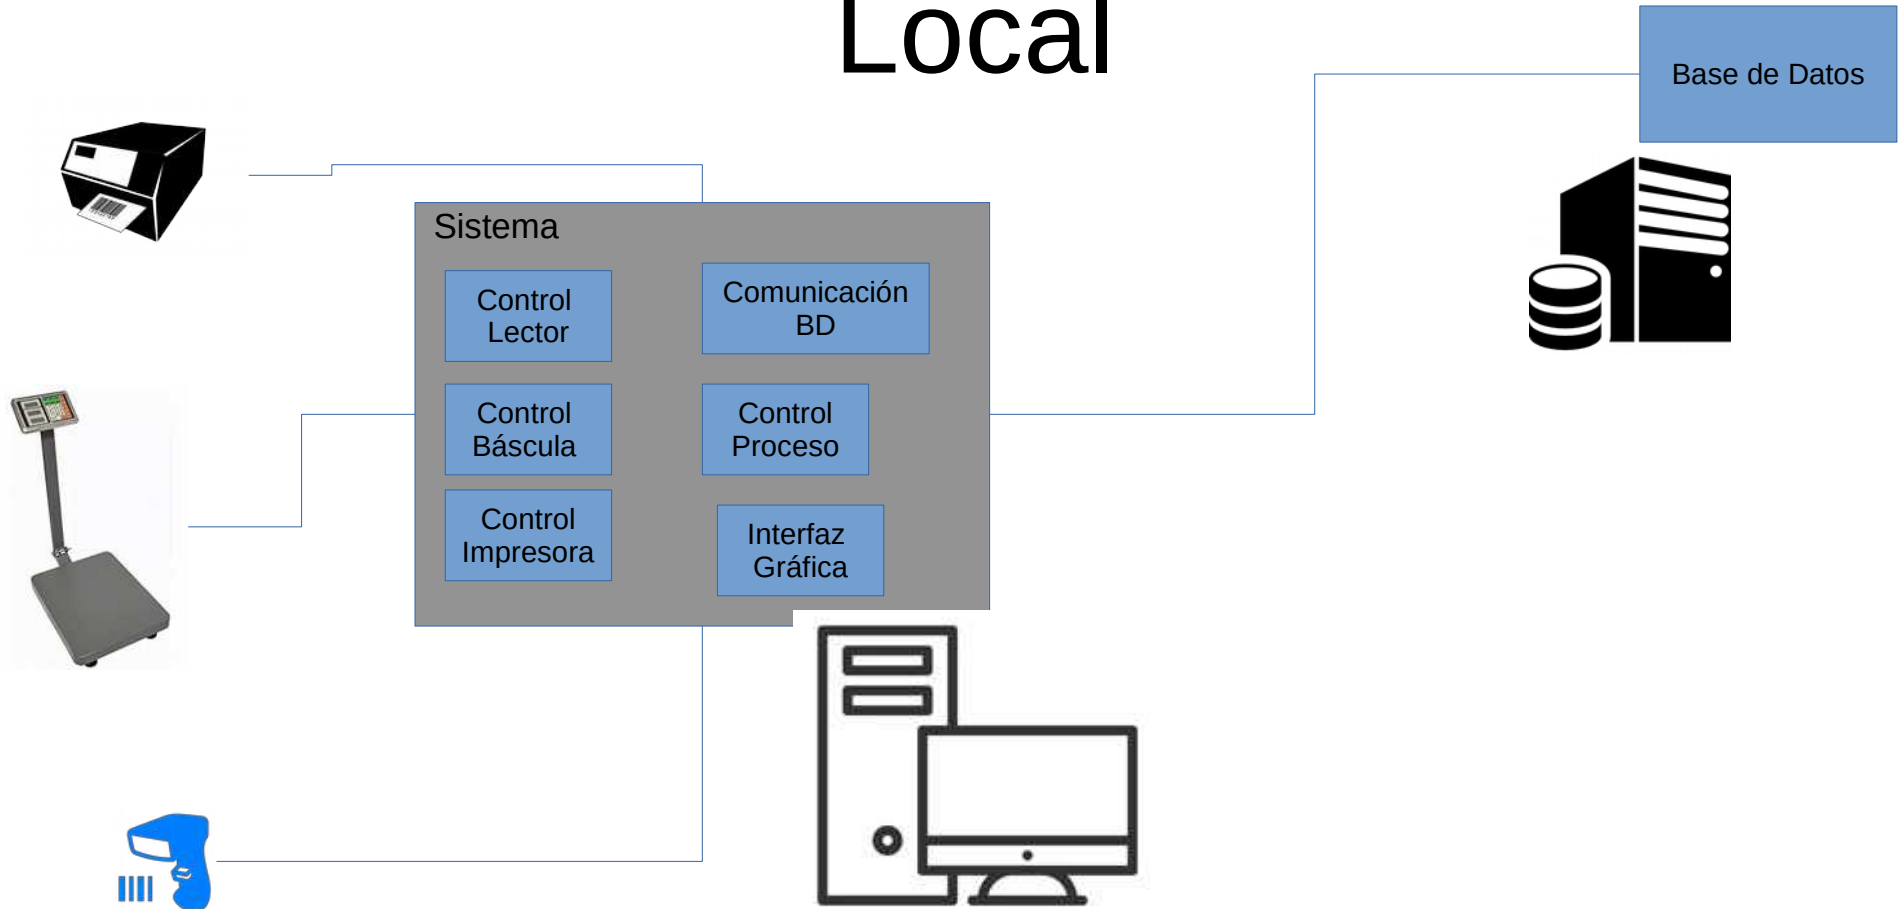 Local
Base de Datos
Sistema
Control
Lector
Comunicación
BD
Control
Báscula
Control
Proceso
Control
Impresora
Interfaz
Gráfica